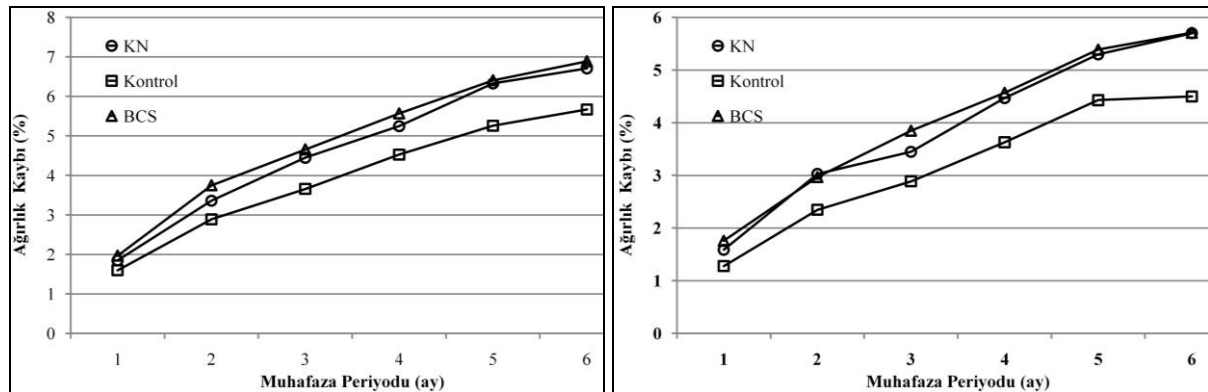 8
7
6
5
4
3
2
1
0
Ağırlık Kaybı (%)
KN
Kontrol
BCS
1 2 3 4 5 6
Muhafaza Periyodu (ay)
6
5
4
3
2
1
0
Ağırlık Kaybı (%)
KN
Kontrol
BCS
1 2 3 4 5 6
Muhafaza Periyodu (ay)